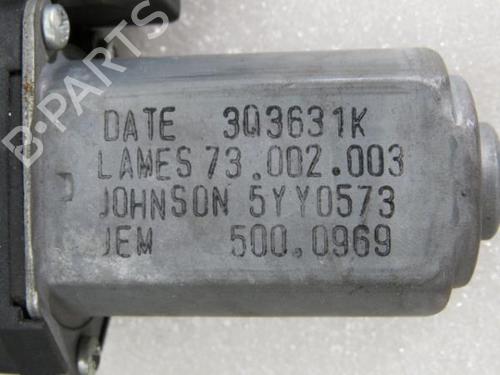 B-PARTS
DATE 3Q3631K
LAMES 73.002.003
JOHNSON 5YY0573
JEM 500.0969